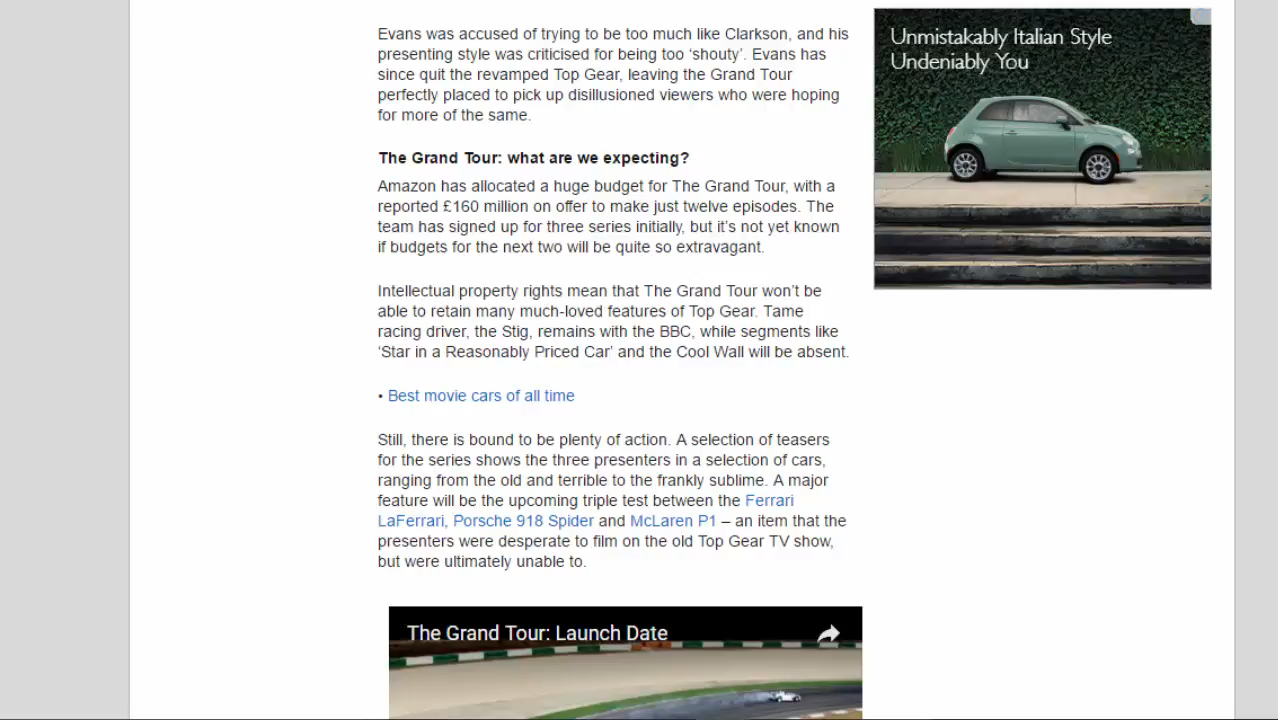 Evans was accused of trying to be too much like Clarkson, and his
presenting style was criticised for being too ‘shouty’. Evans has
since quit the revamped Top Gear, leaving the Grand Tour
perfectly placed to pick up disillusioned viewers who were hoping
for more of the same.
The Grand Tour: what are we expecting?
Amazon has allocated a huge budget for The Grand Tour, with a
reported £160 million on offer to make just twelve episodes. The
team has signed up for three series initially, but it’s not yet known
if budgets for the next two will be quite so extravagant.
Intellectual property rights mean that The Grand Tour won’t be
able to retain many much-loved features of Top Gear. Tame
racing driver, the Stig, remains with the BBC, while segments like
‘Star in a Reasonably Priced Car’ and the Cool Wall will be absent.
• Best movie cars of all time
Still, there is bound to be plenty of action. A selection of teasers
for the series shows the three presenters in a selection of cars,
ranging from the old and terrible to the frankly sublime. A major
feature will be the upcoming triple test between the Ferrari
LaFerrari, Porsche 918 Spider and McLaren P1 – an item that the
presenters were desperate to film on the old Top Gear TV show,
but were ultimately unable to.
The Grand Tour: Launch Date
Unmistakably Italian Style
Undeniably You